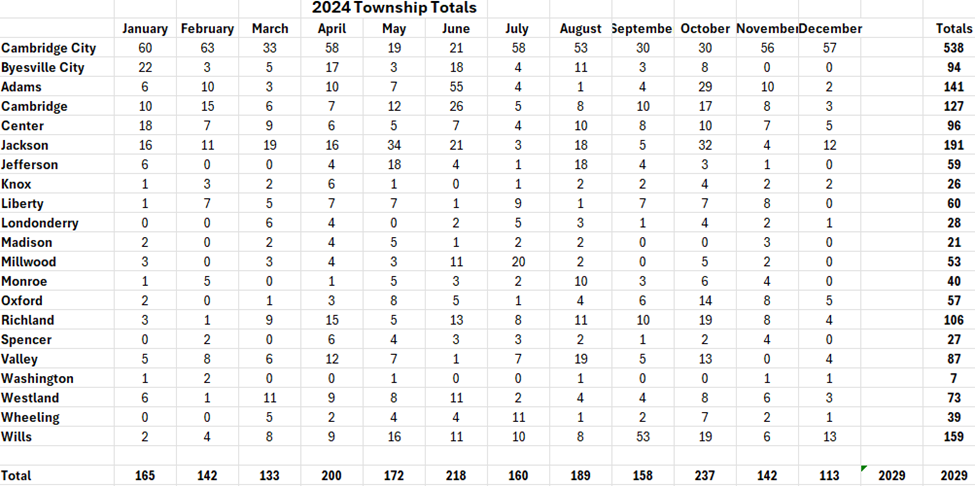 2024 Township Totals
January February March April May June July August Septembe October November December Totals
Cambridge City 60 63 33 58 19 21 58 53 30 30 56 57 538
Byesville City 22 3 5 17 3 18 4 11 3 8 0 0 94
Adams 6 10 3 10 7 55 4 1 4 29 10 2 141
Cambridge 10 15 6 7 12 26 5 8 10 17 8 3 127
Center 18 7 9 6 5 7 4 10 8 10 7 5 96
Jackson 16 11 19 16 34 21 3 18 5 32 4 12 191
Jefferson 6 0 0 4 18 4 1 18 4 3 1 0 59
Knox 1 3 2 6 1 0 1 2 2 4 2 2 26
Liberty 1 7 5 7 7 1 9 1 7 7 8 0 60
Londonderry 0 0 6 4 0 2 5 3 1 4 2 1 28
Madison 2 0 2 4 5 1 2 2 0 0 3 0 21
Millwood 3 0 3 4 3 11 20 2 0 5 2 0 53
Monroe 1 5 0 1 5 3 2 10 3 6 4 0 40
Oxford 2 0 1 3 8 5 1 4 6 14 8 5 57
Richland 3 1 9 15 5 13 8 11 10 19 8 4 106
Spencer 0 2 0 6 4 3 3 2 1 2 4 0 27
Valley 5 8 6 12 7 1 7 19 5 13 0 4 87
Washington 1 2 0 0 1 0 0 1 0 0 1 1 7
Westland 6 1 11 9 8 11 2 4 4 8 6 3 73
Wheeling 0 0 5 2 4 4 11 1 2 7 2 1 39
Wills 2 4 8 9 16 11 10 8 53 19 6 13 159
Total 165 142 133 200 172 218 160 189 158 237 142 113 2029 2029